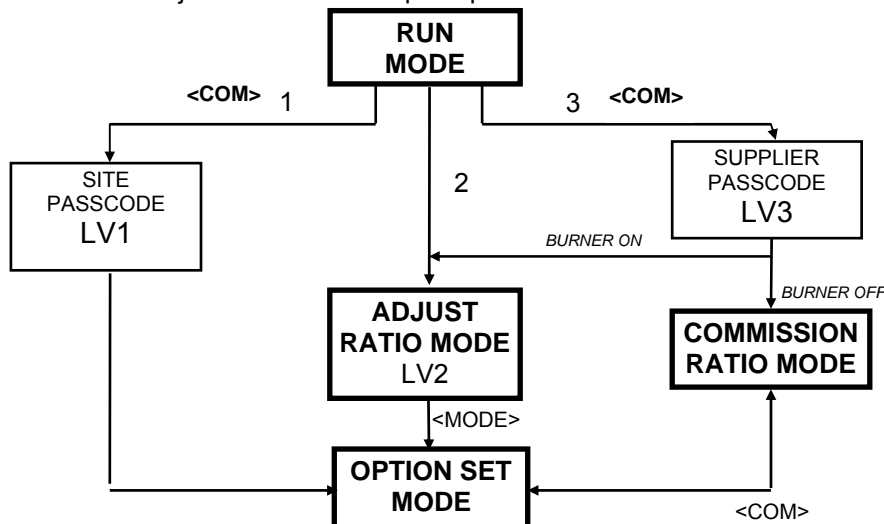 RUN
MODE
<COM> 1
3 <COM>
SITE
PASSCODE
LV1
2
SUPPLIER
PASSCODE
LV3
BURNER ON
BURNER OFF
ADJUST
RATIO MODE
LV2
COMMISSION
RATIO MODE
<MODE>
OPTION SET
MODE
<COM>